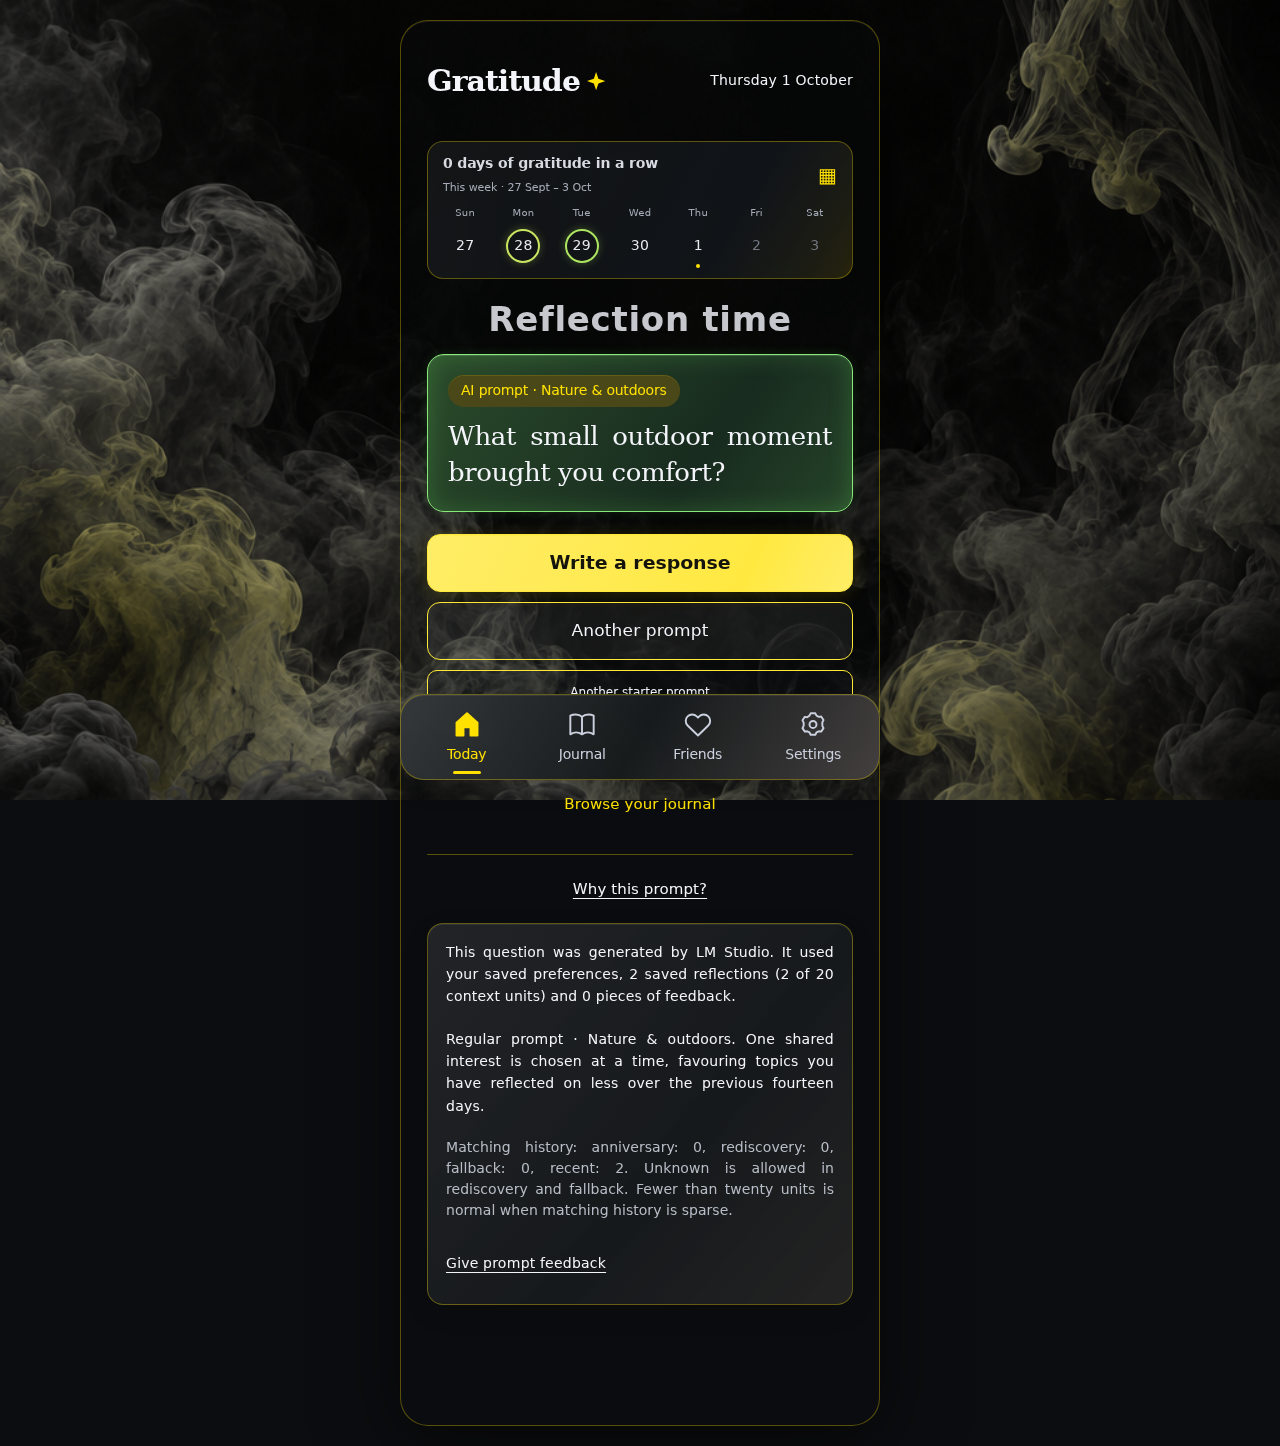 Gratitude
Thursday 1 October
0 days of gratitude in a row
This week · 27 Sept – 3 Oct
Sun Mon Tue Wed Thu Fri Sat
27 28 29 30 1 2 3
Reflection time
AI prompt · Nature & outdoors
What small outdoor moment
brought you comfort?
Write a response
Another prompt
Another starter prompt
Today Journal Friends Settings
Browse your journal
Why this prompt?
This question was generated by LM Studio. It used
your saved preferences, 2 saved reflections (2 of 20
context units) and 0 pieces of feedback.
Regular prompt · Nature & outdoors. One shared
interest is chosen at a time, favouring topics you
have reflected on less over the previous fourteen
days.
Matching history: anniversary: 0, rediscovery: 0,
fallback: 0, recent: 2. Unknown is allowed in
rediscovery and fallback. Fewer than twenty units is
normal when matching history is sparse.
Give prompt feedback